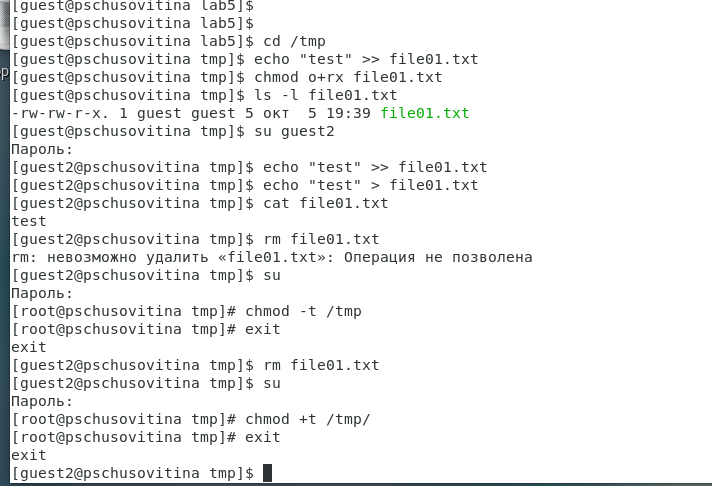 [guest@pschusovitina lab5]$
[guest@pschusovitina lab5]$
[guest@pschusovitina lab5]$ cd /tmp
[guest@pschusovitina tmp]$ echo "test" >> file01.txt
[guest@pschusovitina tmp]$ chmod o+rx file01.txt
[guest@pschusovitina tmp]$ ls -l file01.txt
-rw-rw-r-x. 1 guest guest 5 окт  5 19:39 file01.txt
[guest@pschusovitina tmp]$ su guest2
Пароль:
[guest2@pschusovitina tmp]$ echo "test" >> file01.txt
[guest2@pschusovitina tmp]$ echo "test" > file01.txt
[guest2@pschusovitina tmp]$ cat file01.txt
test
[guest2@pschusovitina tmp]$ rm file01.txt
rm: невозможно удалить «file01.txt»: Операция не позволена
[guest2@pschusovitina tmp]$ su
Пароль:
[root@pschusovitina tmp]# chmod -t /tmp
[root@pschusovitina tmp]# exit
exit
[guest2@pschusovitina tmp]$ rm file01.txt
[guest2@pschusovitina tmp]$ su
Пароль:
[root@pschusovitina tmp]# chmod +t /tmp/
[root@pschusovitina tmp]# exit
exit
[guest2@pschusovitina tmp]$